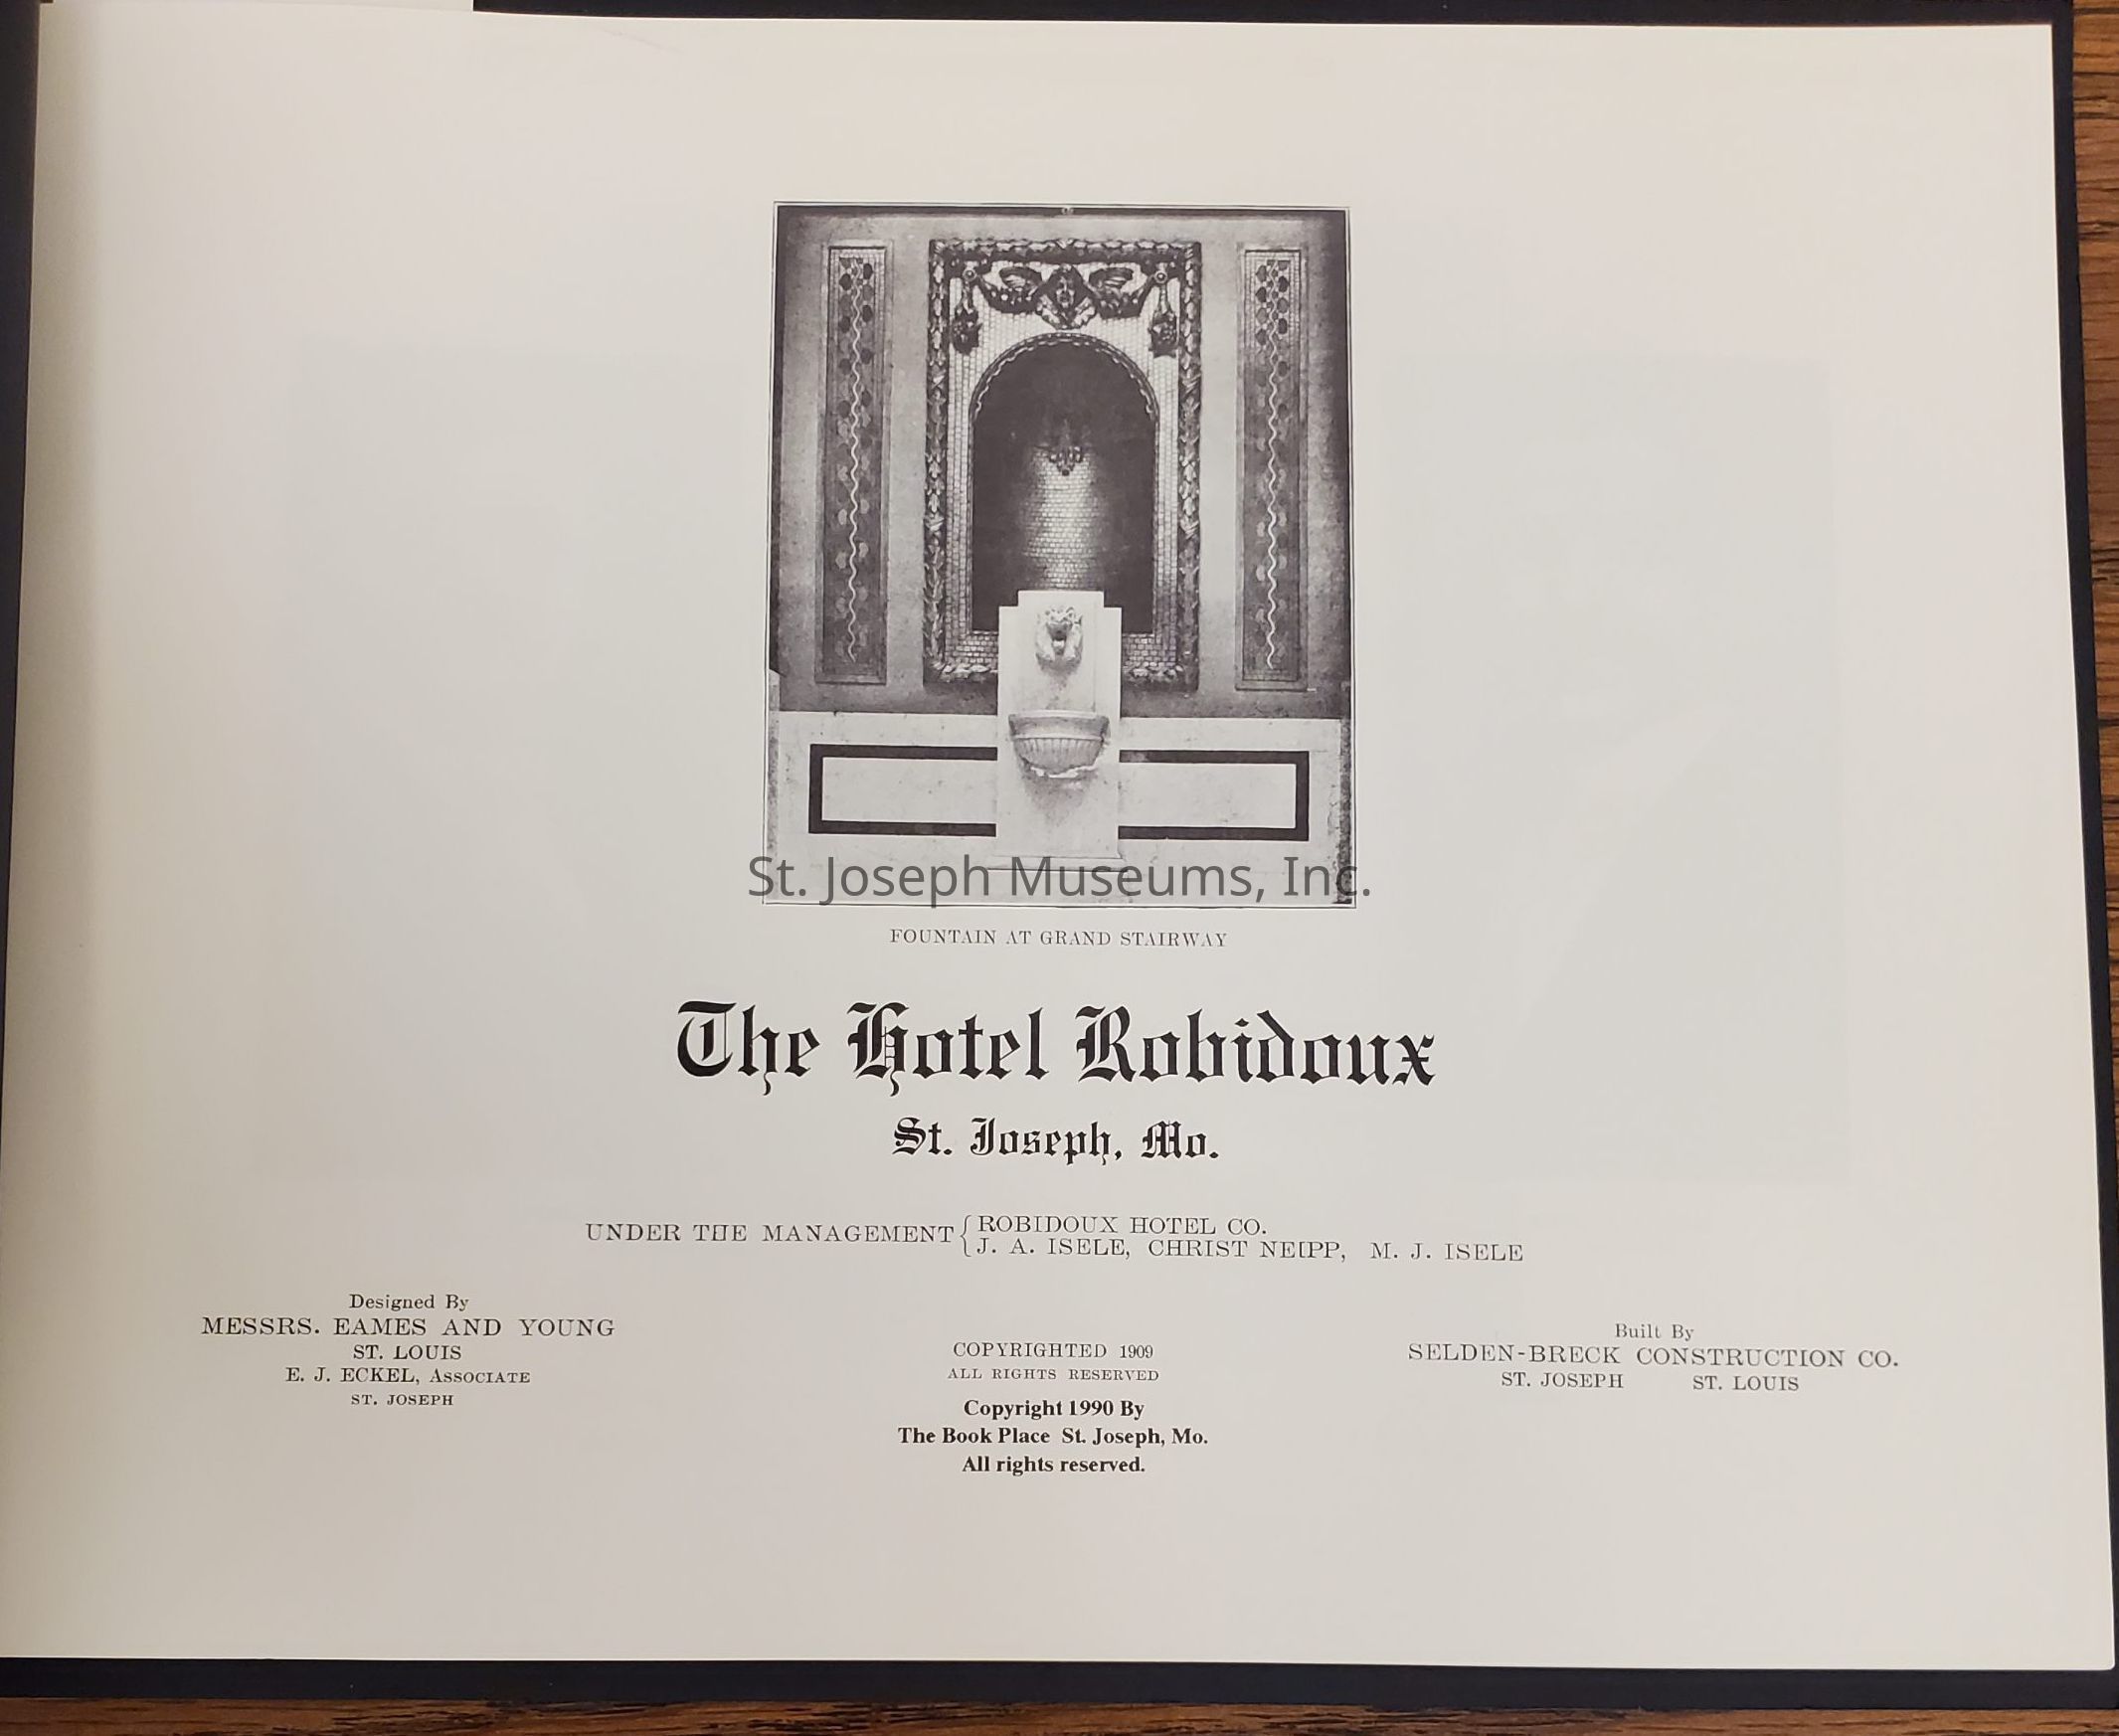 St. Joseph Museums, Inc.
FOUNTAIN AT GRAND STAIRWAY
The Hotel Robidoux
St. Joseph, Mo.
UNDER THE MANAGEMENT { ROBIDOUX HOTEL CO.
J. A. ISELE, CHRIST NEIPP, M. J. ISELE
Designed By
MESSRS. EAMES AND YOUNG
ST. LOUIS
E. J. ECKEL, ASSOCIATE
ST. JOSEPH
COPYRIGHTED 1909
ALL RIGHTS RESERVED
Copyright 1990 By
The Book Place St. Joseph, Mo.
All rights reserved.
Built By
SELDEN-BRECK CONSTRUCTION CO.
ST. JOSEPH ST. LOUIS